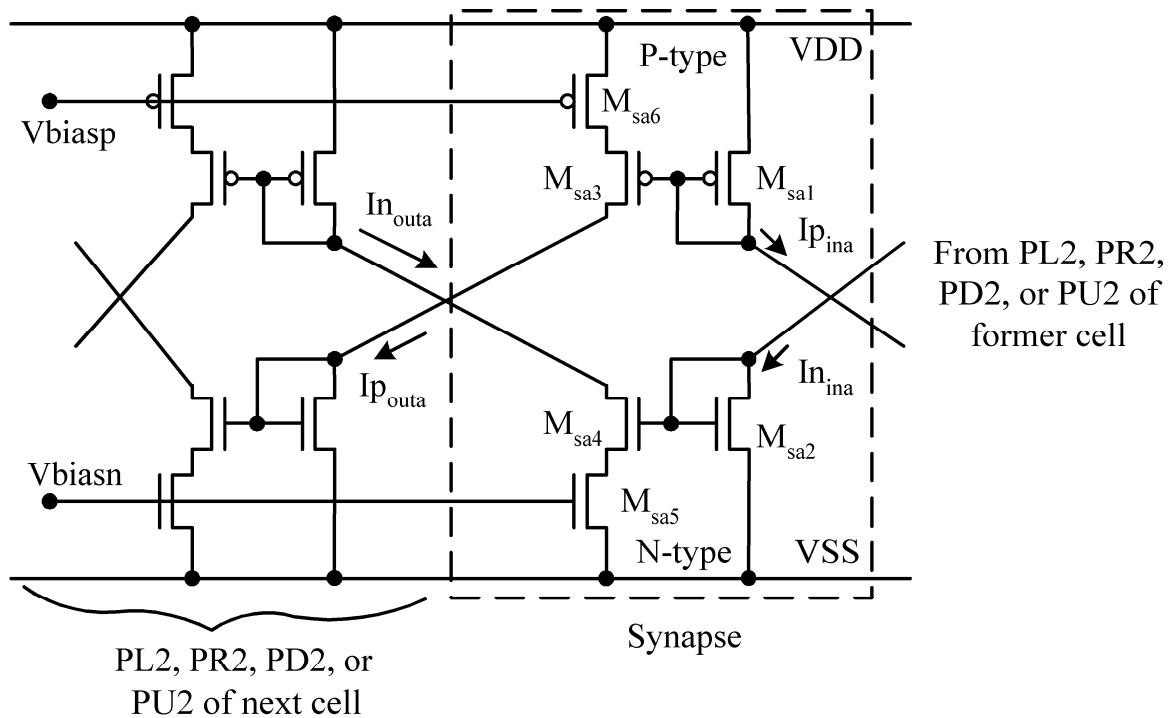 P-type
VDD
Vbiasp
Msa6
Msa3
Msa1
Inouta
Ipina
From PL2, PR2,
PD2, or PU2 of
former cell
Ipouta
Inina
Msa4
Msa2
Vbiasn
Msa5
N-type
VSS
Synapse
PL2, PR2, PD2, or
PU2 of next cell